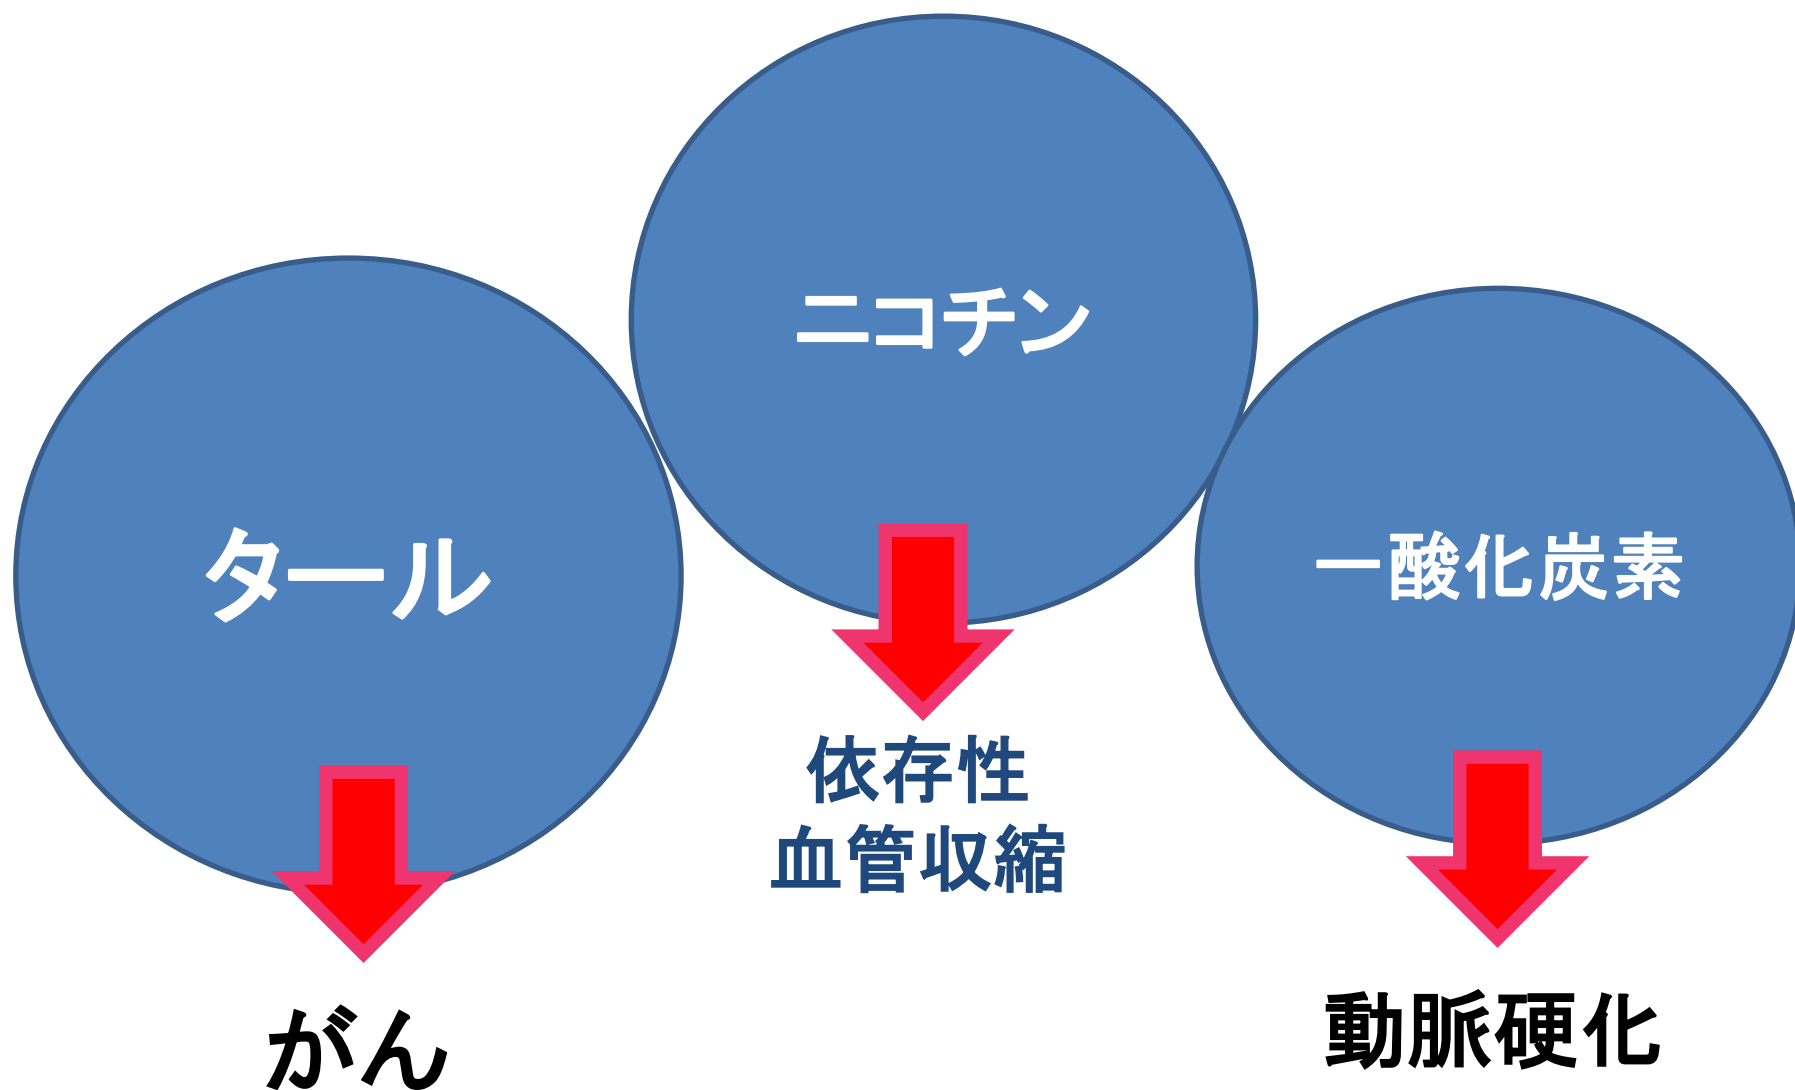 ニコチン
タール
一酸化炭素
依存性
血管収縮
がん
動脈硬化